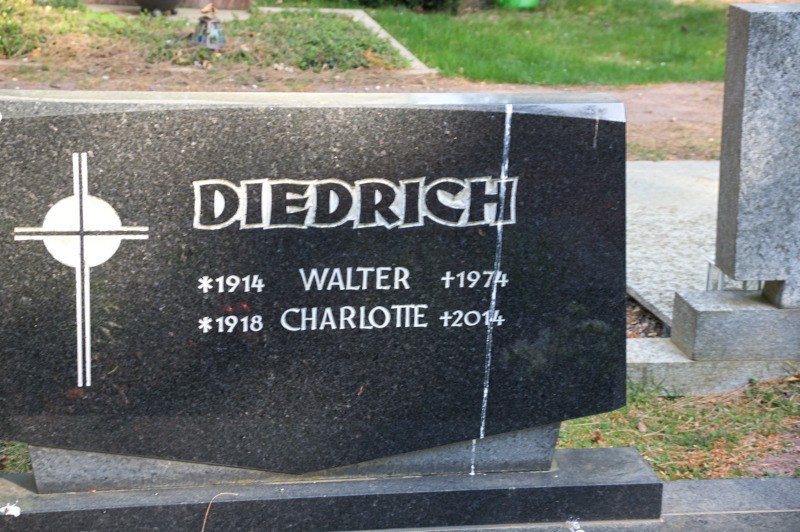 DIEDRICH
*1914 WALTER +1974
*1918 CHARLOTTE +2014